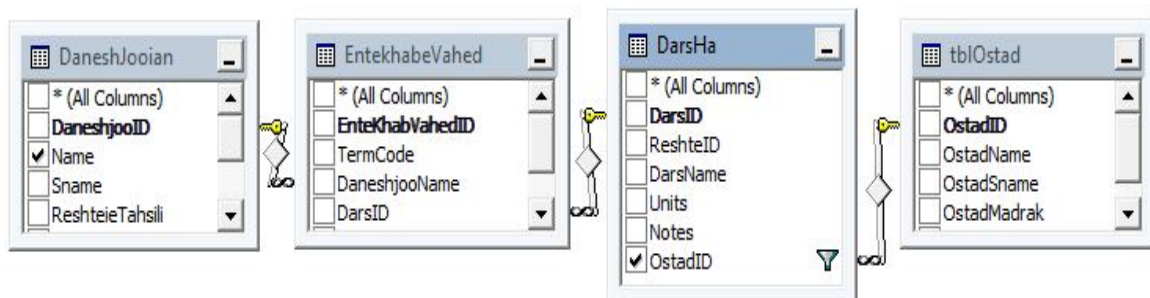 DaneshJooian
* (All Columns)
DaneshjooID
Name
Sname
ReshteieTahsili
EntekhabeVahed
* (All Columns)
EnteKhabVahedID
TermCode
DaneshjooName
DarsID
DarsHa
* (All Columns)
DarsID
ReshteID
DarsName
Units
Notes
OstadID
tblOstad
* (All Columns)
OstadID
OstadName
OstadSname
OstadMadrak